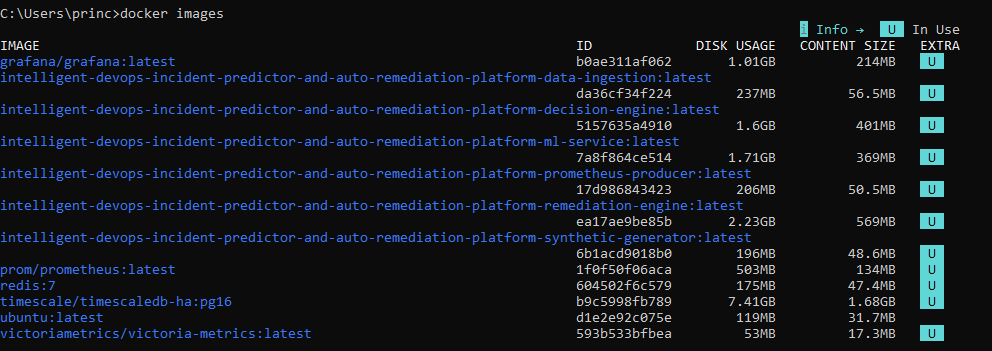 C:\Users\princ>docker images
i Info → U In Use
IMAGE ID DISK USAGE CONTENT SIZE EXTRA
grafana/grafana:latest b0ae311af062 1.01GB 214MB U
intelligent-devops-incident-predictor-and-auto-remediation-platform-data-ingestion:latest
da36cf34f224 237MB 56.5MB U
intelligent-devops-incident-predictor-and-auto-remediation-platform-decision-engine:latest
5157635a4910 1.6GB 401MB U
intelligent-devops-incident-predictor-and-auto-remediation-platform-ml-service:latest
7a8f864ce514 1.71GB 369MB U
intelligent-devops-incident-predictor-and-auto-remediation-platform-prometheus-producer:latest
17d986843423 206MB 50.5MB U
intelligent-devops-incident-predictor-and-auto-remediation-platform-remediation-engine:latest
ea17ae9be85b 2.23GB 569MB U
intelligent-devops-incident-predictor-and-auto-remediation-platform-synthetic-generator:latest
6b1acd9018b0 196MB 48.6MB U
prom/prometheus:latest 1f0f50f06aca 503MB 134MB U
redis:7 604502f6c579 175MB 47.4MB U
timescale/timescaledb-ha:pg16 b9c5998fb789 7.41GB 1.68GB U
ubuntu:latest d1e2e92c075e 119MB 31.7MB
victoriametrics/victoria-metrics:latest 593b533bfbea 53MB 17.3MB U